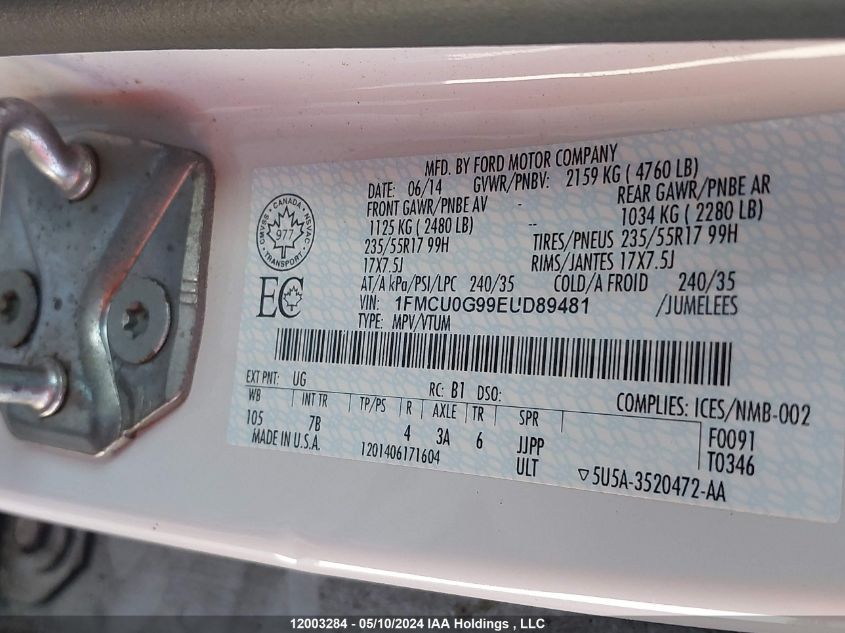 MFD. BY FORD MOTOR COMPANY
DATE: 06/14 GVWR/PNBV: 2159 KG ( 4760 LB)
FRONT GAWR/PNBE AV - REAR GAWR/PNBE AR
1125 KG ( 2480 LB) -- 1034 KG ( 2280 LB)
235/55R17 99H TIRES/PNEUS 235/55R17 99H
17X7.5J RIMS/JANTES 17X7.5J
AT/A kPa/PSI/LPC 240/35 COLD/A FROID 240/35
VIN: 1FMCU0G99EUD89481 /JUMELEES
TYPE: MPV/VTUM
CANADA
CMVSS NSVAC
977
TRANSPORT
EC
EXT PNT: UG RC: B1 DSO: COMPLIES: ICES/NMB-002
WB INT TR TP/PS R AXLE TR SPR F0091
105 7B 4 3A 6 JJPP T0346
MADE IN U.S.A. 1201406171604 ULT ▽5U5A-3520472-AA
12003284 - 05/10/2024 IAA Holdings , LLC